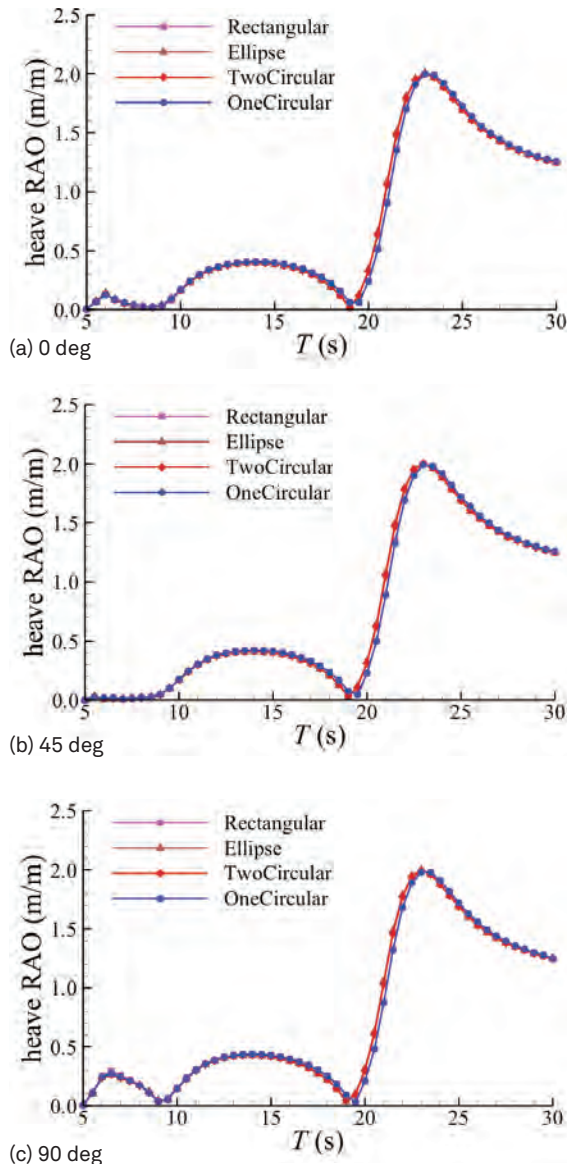 2.5
Rectangular
Ellipse
TwoCircular
OneCircular
2.0
1.5
1.0
0.5
0.0
heave RAO (m/m)
5 10 15 20 25 30
T (s)
(a) 0 deg
2.5
Rectangular
Ellipse
TwoCircular
OneCircular
2.0
1.5
1.0
0.5
0.0
heave RAO (m/m)
5 10 15 20 25 30
T (s)
(b) 45 deg
2.5
Rectangular
Ellipse
TwoCircular
OneCircular
2.0
1.5
1.0
0.5
0.0
heave RAO (m/m)
5 10 15 20 25 30
T (s)
(c) 90 deg